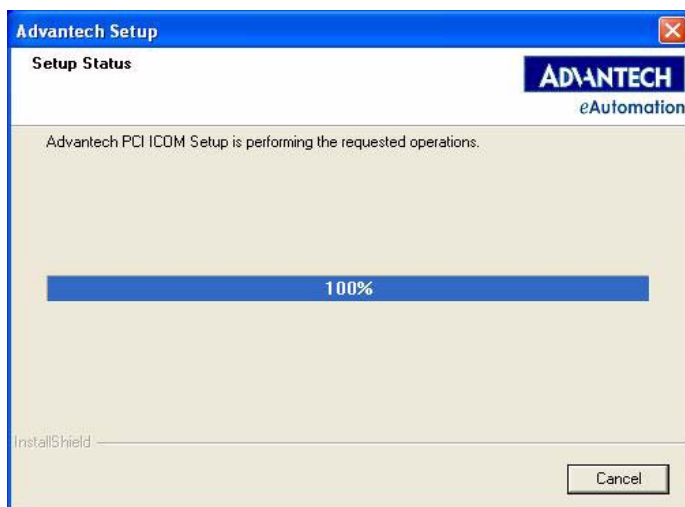 Advantech Setup
Setup Status
ADVANTECH
eAutomation
Advantech PCI ICOM Setup is performing the requested operations.
100%
InstallShield
Cancel